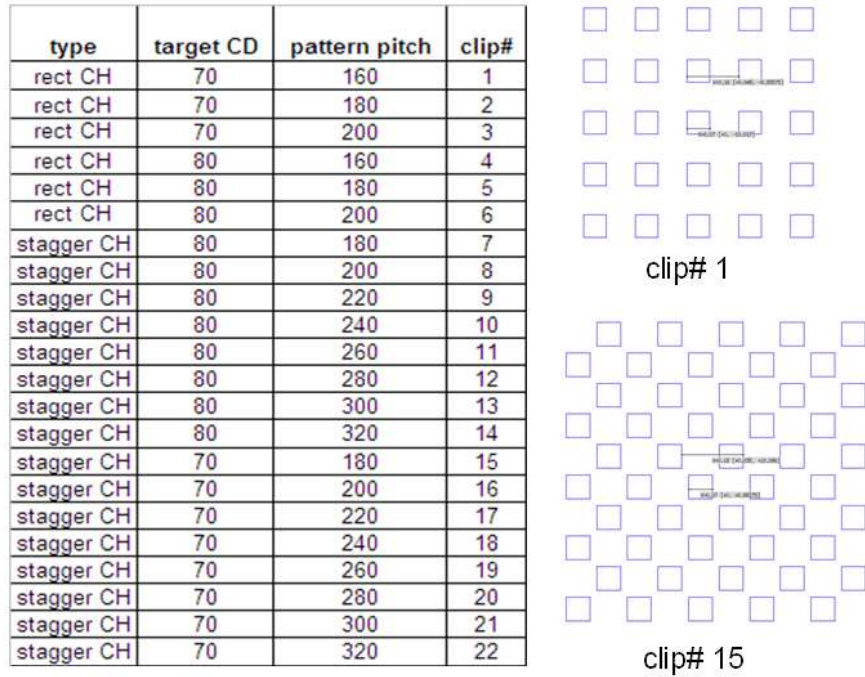 type target CD pattern pitch clip#
rect CH 70 160 1
rect CH 70 180 2
rect CH 70 200 3
rect CH 80 160 4
rect CH 80 180 5
rect CH 80 200 6
stagger CH 80 180 7
stagger CH 80 200 8
stagger CH 80 220 9
stagger CH 80 240 10
stagger CH 80 260 11
stagger CH 80 280 12
stagger CH 80 300 13
stagger CH 80 320 14
stagger CH 70 180 15
stagger CH 70 200 16
stagger CH 70 220 17
stagger CH 70 240 18
stagger CH 70 260 19
stagger CH 70 280 20
stagger CH 70 300 21
stagger CH 70 320 22
clip# 1
clip# 15